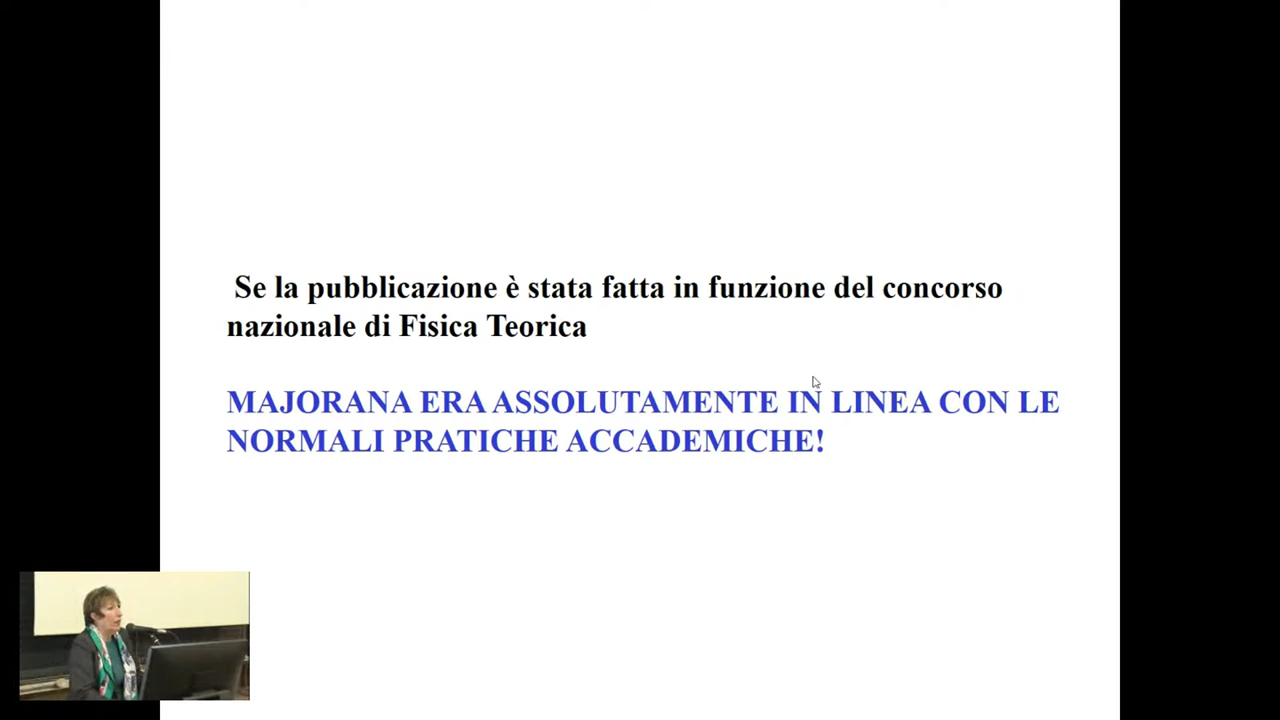 Se la pubblicazione è stata fatta in funzione del concorso
nazionale di Fisica Teorica
MAJORANA ERA ASSOLUTAMENTE IN LINEA CON LE
NORMALI PRATICHE ACCADEMICHE!